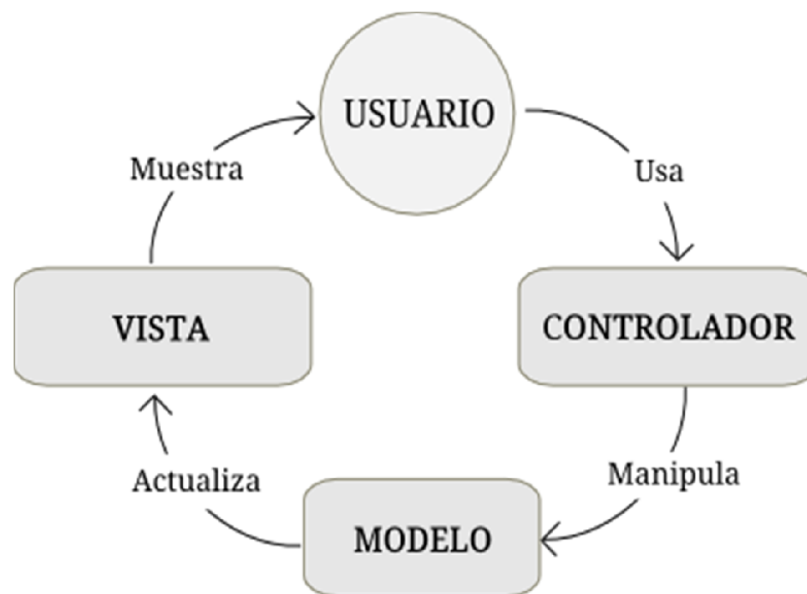 USUARIO
Muestra
Usa
VISTA
CONTROLADOR
Actualiza
Manipula
MODELO